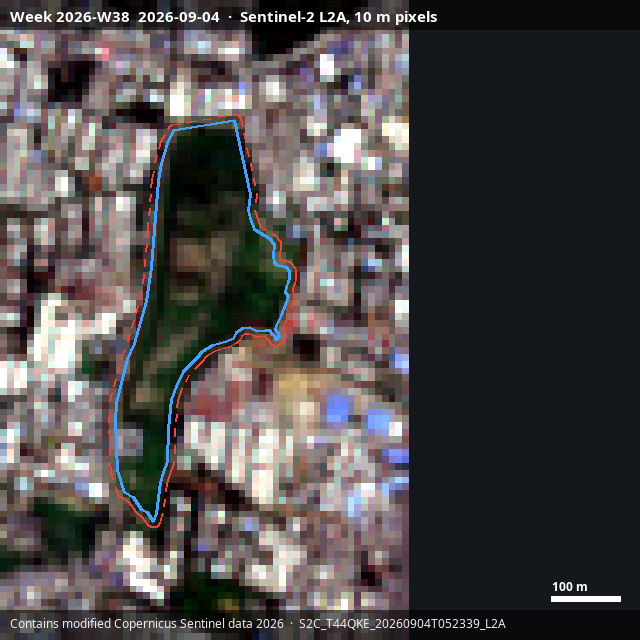 Week 2026-W38  2026-09-04  ·  Sentinel-2 L2A, 10 m pixels
100 m
Contains modified Copernicus Sentinel data 2026  ·  S2C_T44QKE_20260904T052339_L2A